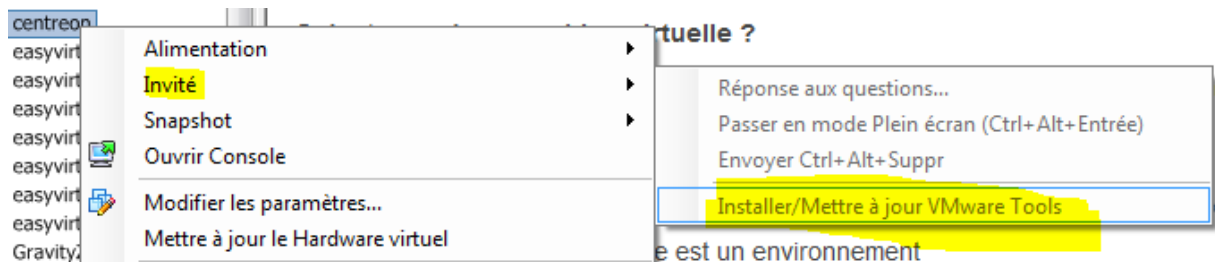 centreon
tuelle ?
easyvirt
easyvirt
easyvirt
easyvirt
easyvirt
easyvirt
easyvirt
Alimentation
Invité
Snapshot
Ouvrir Console
Modifier les paramètres...
Mettre à jour le Hardware virtuel
Réponse aux questions...
Passer en mode Plein écran (Ctrl+Alt+Entrée)
Envoyer Ctrl+Alt+Suppr
Installer/Mettre à jour VMware Tools
e est un environnement